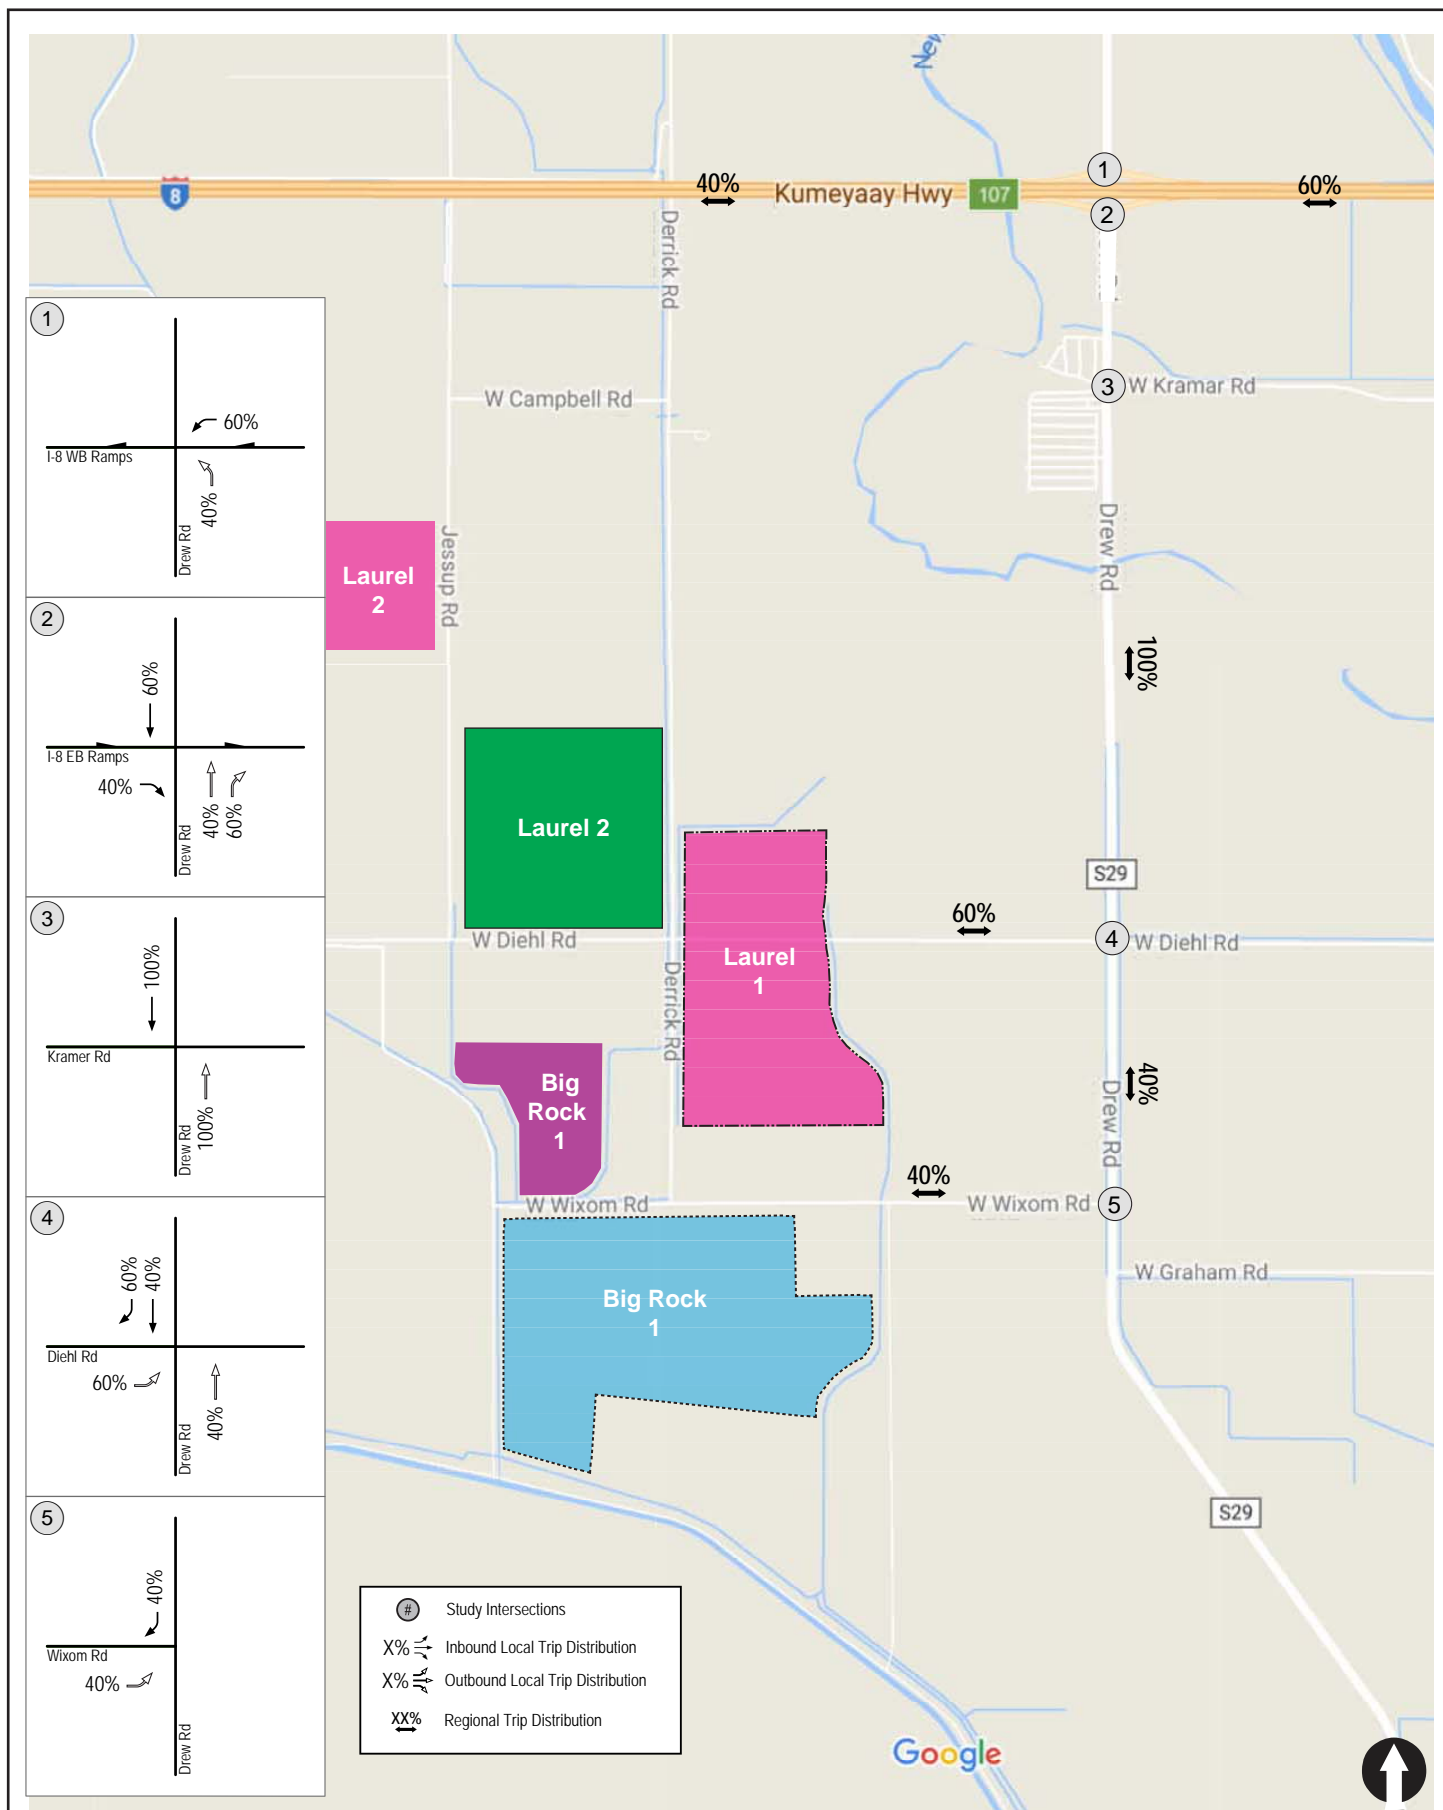 New
1
40%
Kumeyaay Hwy
107
60%
8
2
Derrick Rd
3
W Kramar Rd
W Campbell Rd
Drew Rd
Jessup Rd
Laurel
2
100%
Laurel 2
S29
60%
W Diehl Rd
4
W Diehl Rd
Laurel
1
Derrick Rd
Big
Rock
1
40%
Drew Rd
40%
W Wixom Rd
W Wixom Rd
5
W Graham Rd
Big Rock
1
S29
1
60%
I-8 WB Ramps
40%
Drew Rd
2
60%
I-8 EB Ramps
40%
40%
60%
Drew Rd
3
100%
Kramer Rd
100%
Drew Rd
4
60%
40%
Diehl Rd
60%
40%
Drew Rd
5
40%
Wixom Rd
40%
Drew Rd
# Study Intersections
X% Inbound Local Trip Distribution
X% Outbound Local Trip Distribution
XX% Regional Trip Distribution
Google